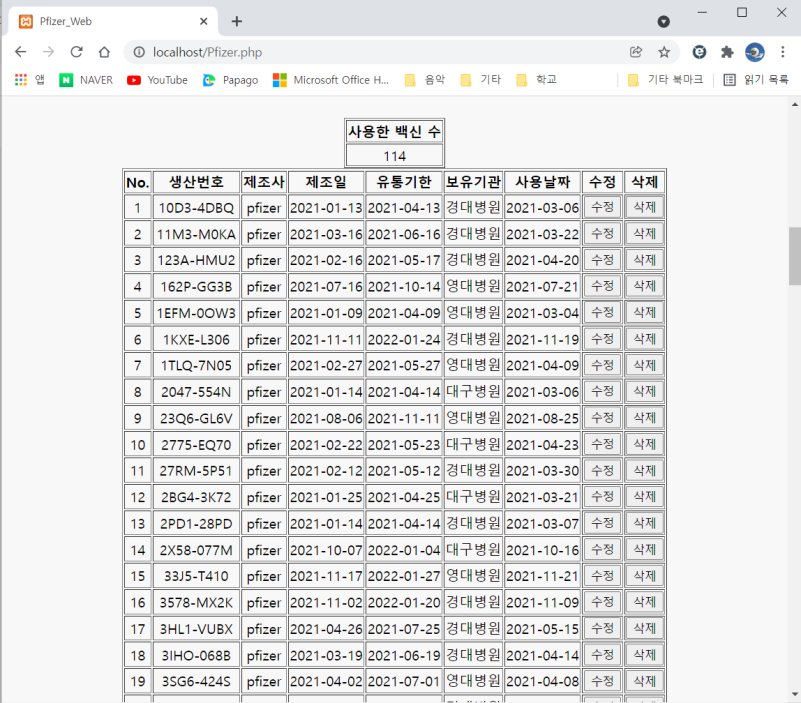 Pfizer_Web
localhost/Pfizer.php
앱 NAVER YouTube Papago Microsoft Office H... 음악 기타 학교 기타 북마크 읽기 목록
사용한 백신 수
114
No. 생산번호 제조사 제조일 유통기한 보유기관 사용날짜 수정 삭제
1 10D3-4DBQ pfizer 2021-01-13 2021-04-13 경대병원 2021-03-06 수정 삭제
2 11M3-M0KA pfizer 2021-03-16 2021-06-16 경대병원 2021-03-22 수정 삭제
3 123A-HMU2 pfizer 2021-02-16 2021-05-17 경대병원 2021-04-20 수정 삭제
4 162P-GG3B pfizer 2021-07-16 2021-10-14 영대병원 2021-07-21 수정 삭제
5 1EFM-0OW3 pfizer 2021-01-09 2021-04-09 영대병원 2021-03-04 수정 삭제
6 1KXE-L306 pfizer 2021-11-11 2022-01-24 경대병원 2021-11-19 수정 삭제
7 1TLQ-7N05 pfizer 2021-02-27 2021-05-27 영대병원 2021-04-09 수정 삭제
8 2047-554N pfizer 2021-01-14 2021-04-14 대구병원 2021-03-06 수정 삭제
9 23Q6-GL6V pfizer 2021-08-06 2021-11-11 영대병원 2021-08-25 수정 삭제
10 2775-EQ70 pfizer 2021-02-22 2021-05-23 대구병원 2021-04-23 수정 삭제
11 27RM-5P51 pfizer 2021-02-12 2021-05-12 경대병원 2021-03-30 수정 삭제
12 2BG4-3K72 pfizer 2021-01-25 2021-04-25 대구병원 2021-03-21 수정 삭제
13 2PD1-28PD pfizer 2021-01-14 2021-04-14 경대병원 2021-03-07 수정 삭제
14 2X58-077M pfizer 2021-10-07 2022-01-04 대구병원 2021-10-16 수정 삭제
15 33J5-T410 pfizer 2021-11-17 2022-01-27 영대병원 2021-11-21 수정 삭제
16 3578-MX2K pfizer 2021-11-02 2022-01-20 경대병원 2021-11-09 수정 삭제
17 3HL1-VUBX pfizer 2021-04-26 2021-07-25 경대병원 2021-05-15 수정 삭제
18 3IHO-068B pfizer 2021-03-19 2021-06-19 경대병원 2021-04-14 수정 삭제
19 3SG6-424S pfizer 2021-04-02 2021-07-01 영대병원 2021-04-08 수정 삭제